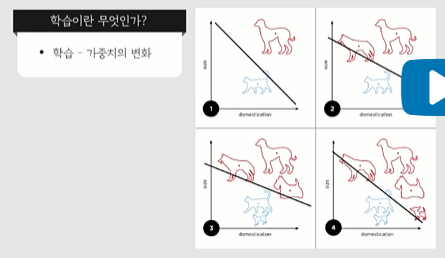 학습이란 무엇인가?
• 학습 - 가중치의 변화
size
1
domestication
size
2
domestication
size
3
domestication
size
4
domestication